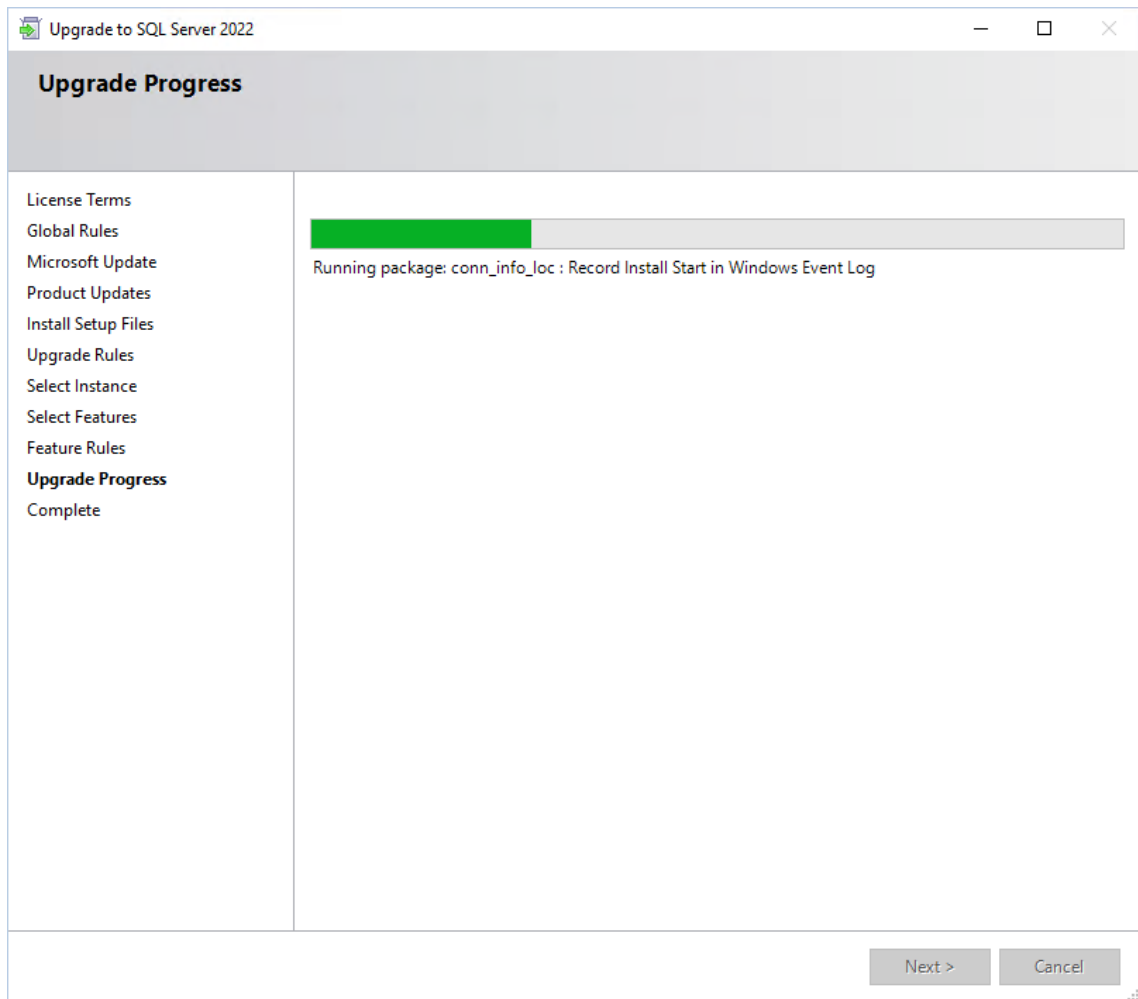 Upgrade to SQL Server 2022
Upgrade Progress
License Terms
Global Rules
Microsoft Update
Product Updates
Install Setup Files
Upgrade Rules
Select Instance
Select Features
Feature Rules
Upgrade Progress
Complete
Running package: conn_info_loc : Record Install Start in Windows Event Log
Next >
Cancel